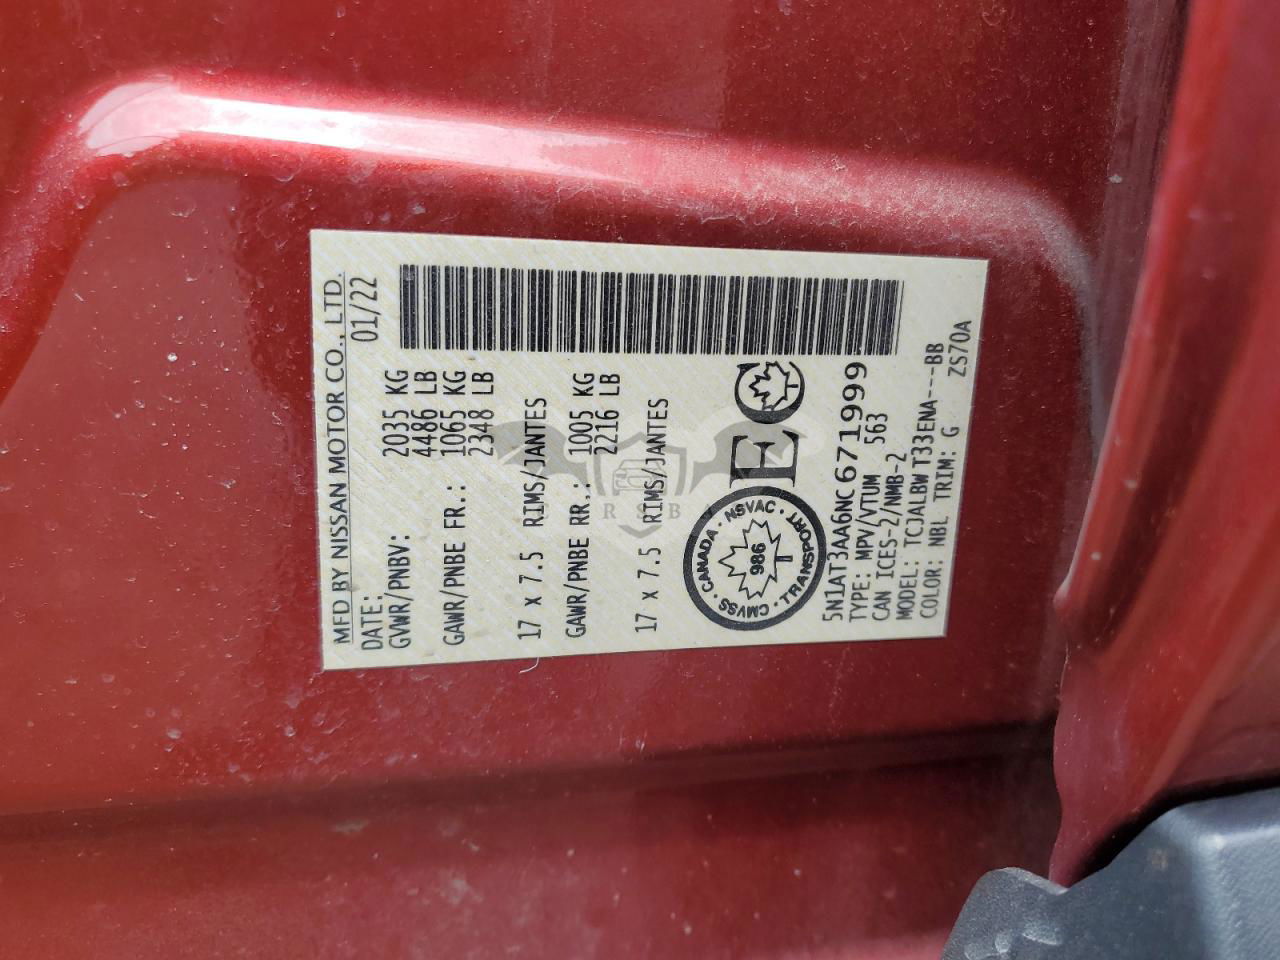 MFD BY NISSAN MOTOR CO., LTD.
DATE: 01/22
GVWR/PNBV: 2035 KG
4486 LB
GAWR/PNBE FR.: 1065 KG
2348 LB
17 x 7.5 RIMS/JANTES
GAWR/PNBE RR.: 1005 KG
2216 LB
17 x 7.5 RIMS/JANTES
CANADA · NSVAC · TRANSPORT · CMVSS ·
986
T
EC
T
5N1AT3AA6NC671999
TYPE: MPV/VTUM 563
CAN ICES-2/NMB-2
MODEL: TCJALBW T33ENA---BB
COLOR: NBL TRIM: G ZS70A